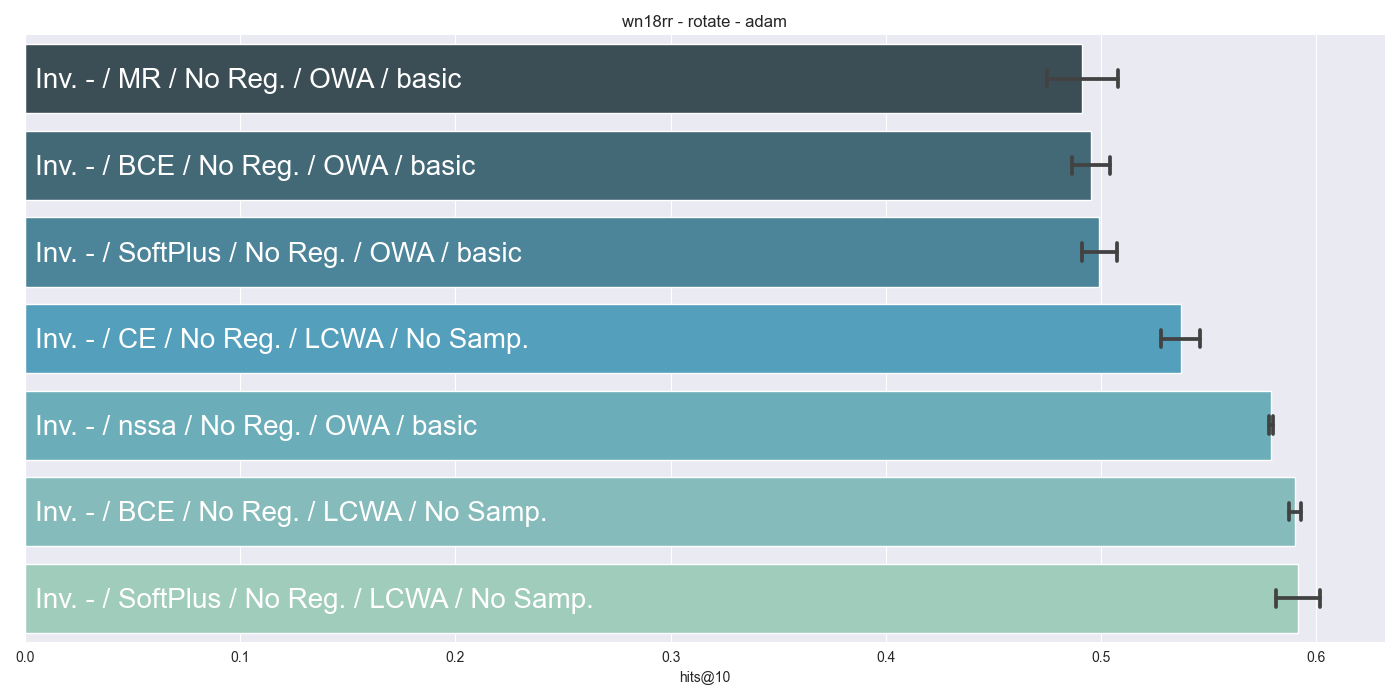 wn18rr - rotate - adam
Inv. - / MR / No Reg. / OWA / basic
Inv. - / BCE / No Reg. / OWA / basic
Inv. - / SoftPlus / No Reg. / OWA / basic
Inv. - / CE / No Reg. / LCWA / No Samp.
Inv. - / nssa / No Reg. / OWA / basic
Inv. - / BCE / No Reg. / LCWA / No Samp.
Inv. - / SoftPlus / No Reg. / LCWA / No Samp.
0.0 0.1 0.2 0.3 0.4 0.5 0.6
hits@10